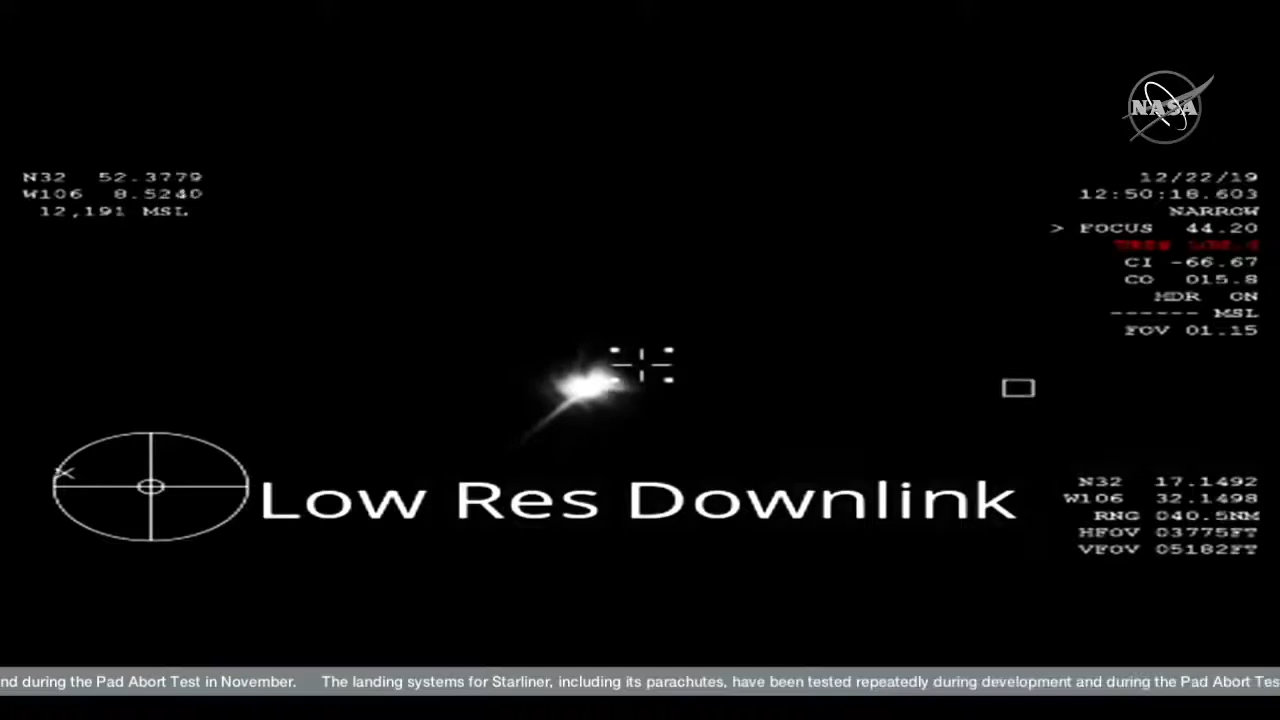 NASA
N32 52.3779
W106 8.5240
12,191 MSL
12/22/19
12:50:18.603
NARROW
> FOCUS 44.20
CI -66.67
CO 015.8
HDR ON
------ MSL
FOV 01.15
Low Res Downlink
N32 17.1492
W106 32.1498
RNG 040.5NM
HFOV 03775FT
VFOV 05182FT
nd during the Pad Abort Test in November. The landing systems for Starliner, including its parachutes, have been tested repeatedly during development and during the Pad Abort Tes